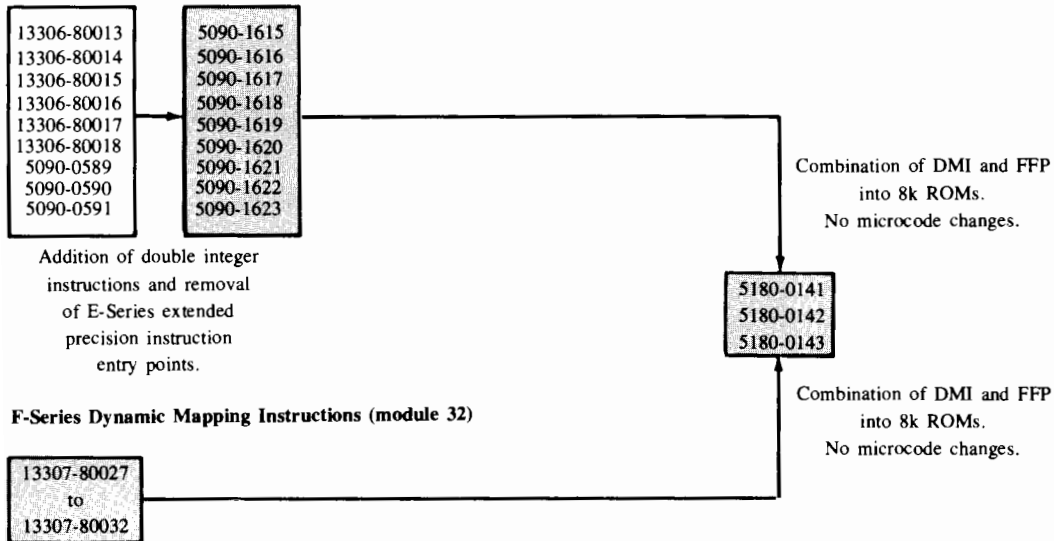 13306-80013
13306-80014
13306-80015
13306-80016
13306-80017
13306-80018
5090-0589
5090-0590
5090-0591
5090-1615
5090-1616
5090-1617
5090-1618
5090-1619
5090-1620
5090-1621
5090-1622
5090-1623
Addition of double integer
instructions and removal
of E-Series extended
precision instruction
entry points.
Combination of DMI and FFP
into 8k ROMs.
No microcode changes.
5180-0141
5180-0142
5180-0143
Combination of DMI and FFP
into 8k ROMs.
No microcode changes.
F-Series Dynamic Mapping Instructions (module 32)
13307-80027
to
13307-80032